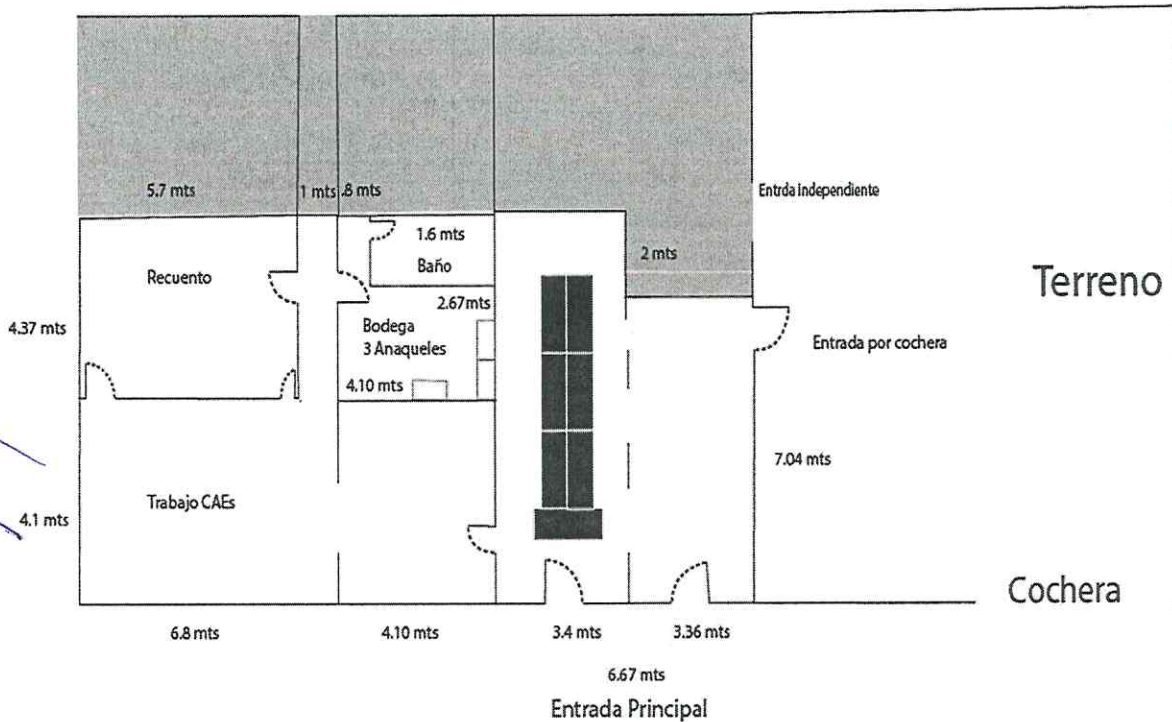 5.7 mts
1 mts
.8 mts
Entrda independiente
1.6 mts
Baño
2 mts
Recuento
Terreno
2.67mts
4.37 mts
Bodega
3 Anaqueles
Entrada por cochera
4.10 mts
7.04 mts
Trabajo CAEs
4.1 mts
Cochera
6.8 mts
4.10 mts
3.4 mts
3.36 mts
6.67 mts
Entrada Principal